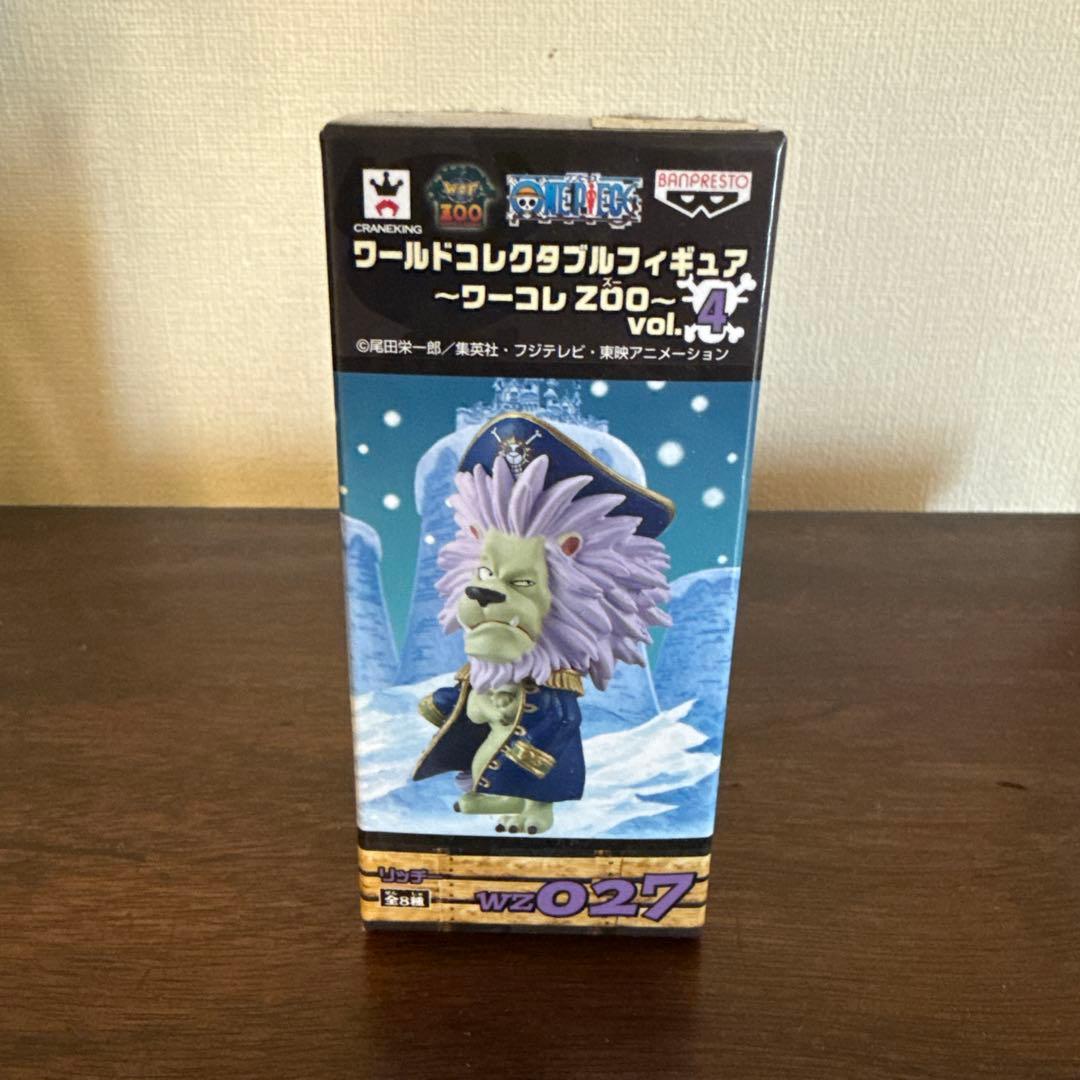 CRANEKING
WCF
ZOO
ONE PIECE
BANPRESTO
ワールドコレクタブルフィギュア
ズー
～ワーコレ ZOO～
vol. 4
©尾田栄一郎／集英社・フジテレビ・東映アニメーション
リッチー
全8種
WZ027